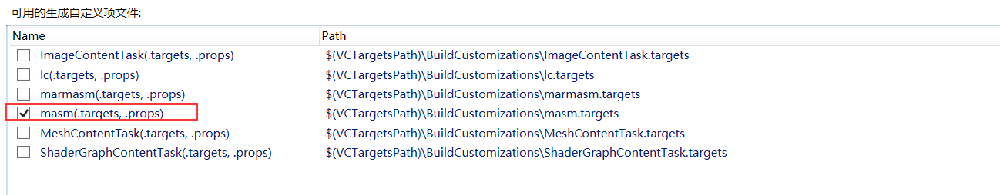 可用的生成自定义项文件:
Name Path
ImageContentTask(.targets, .props) $(VCTargetsPath)\BuildCustomizations\ImageContentTask.targets
lc(.targets, .props) $(VCTargetsPath)\BuildCustomizations\lc.targets
marmasm(.targets, .props) $(VCTargetsPath)\BuildCustomizations\marmasm.targets
masm(.targets, .props) $(VCTargetsPath)\BuildCustomizations\masm.targets
MeshContentTask(.targets, .props) $(VCTargetsPath)\BuildCustomizations\MeshContentTask.targets
ShaderGraphContentTask(.targets, .props) $(VCTargetsPath)\BuildCustomizations\ShaderGraphContentTask.targets